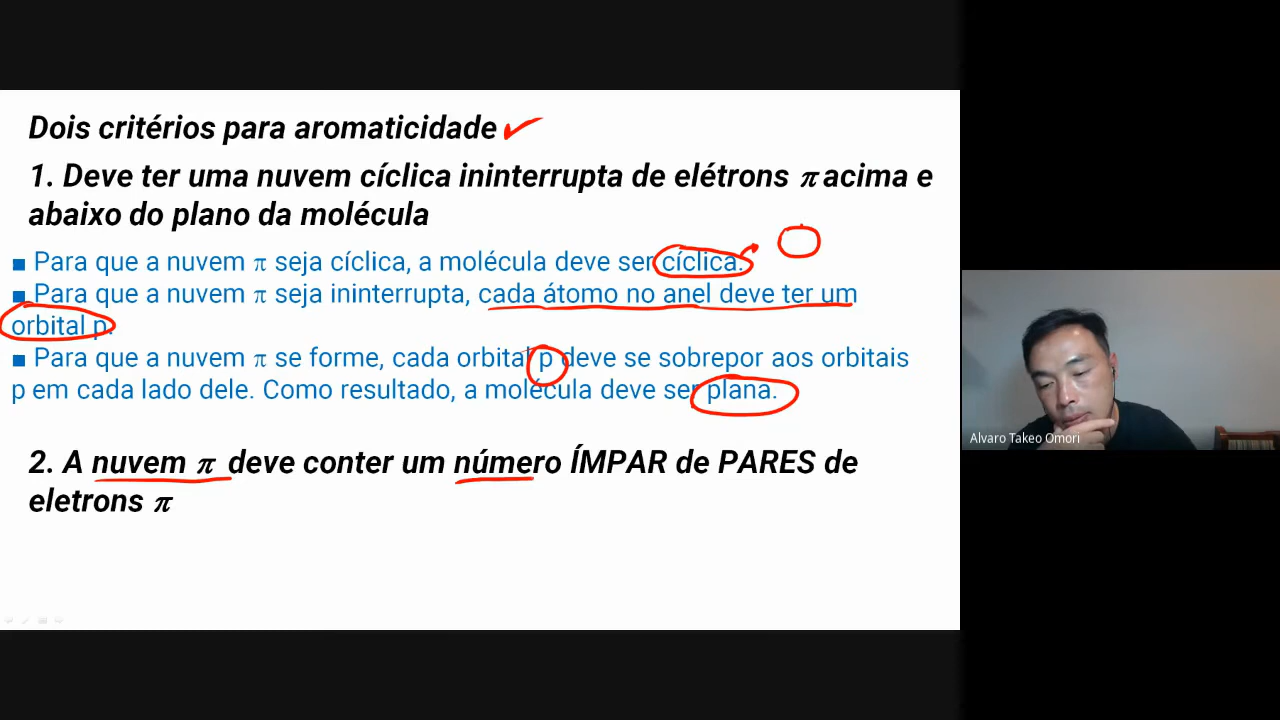 Dois critérios para aromaticidade
1. Deve ter uma nuvem cíclica ininterrupta de elétrons π acima e
abaixo do plano da molécula
■ Para que a nuvem π seja cíclica, a molécula deve ser cíclica.
■ Para que a nuvem π seja ininterrupta, cada átomo no anel deve ter um
orbital p.
■ Para que a nuvem π se forme, cada orbital p deve se sobrepor aos orbitais
p em cada lado dele. Como resultado, a molécula deve ser plana.
2. A nuvem π deve conter um número ÍMPAR de PARES de
eletrons π
Alvaro Takeo Omori